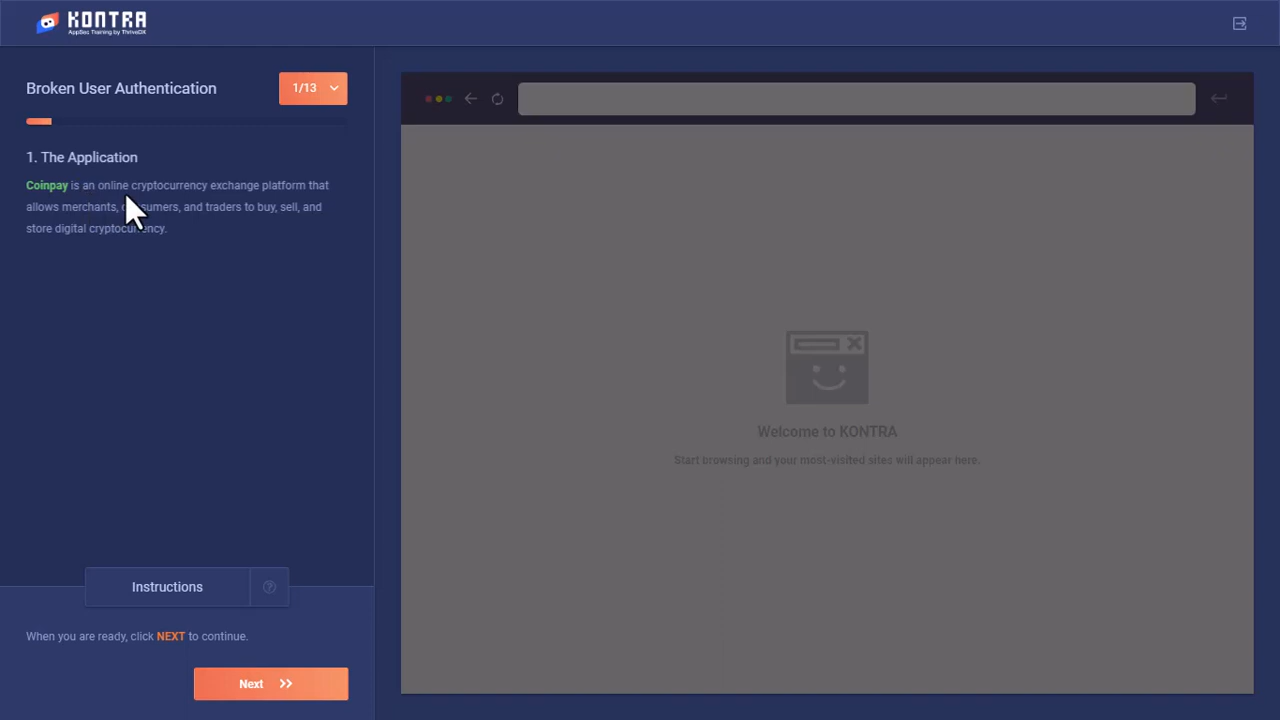 KONTRA
AppSec Training by ThriveDX
Broken User Authentication
1/13
1. The Application
Coinpay is an online cryptocurrency exchange platform that
allows merchants, consumers, and traders to buy, sell, and
store digital cryptocurrency.
Welcome to KONTRA
Start browsing and your most-visited sites will appear here.
Instructions
?
When you are ready, click NEXT to continue.
Next